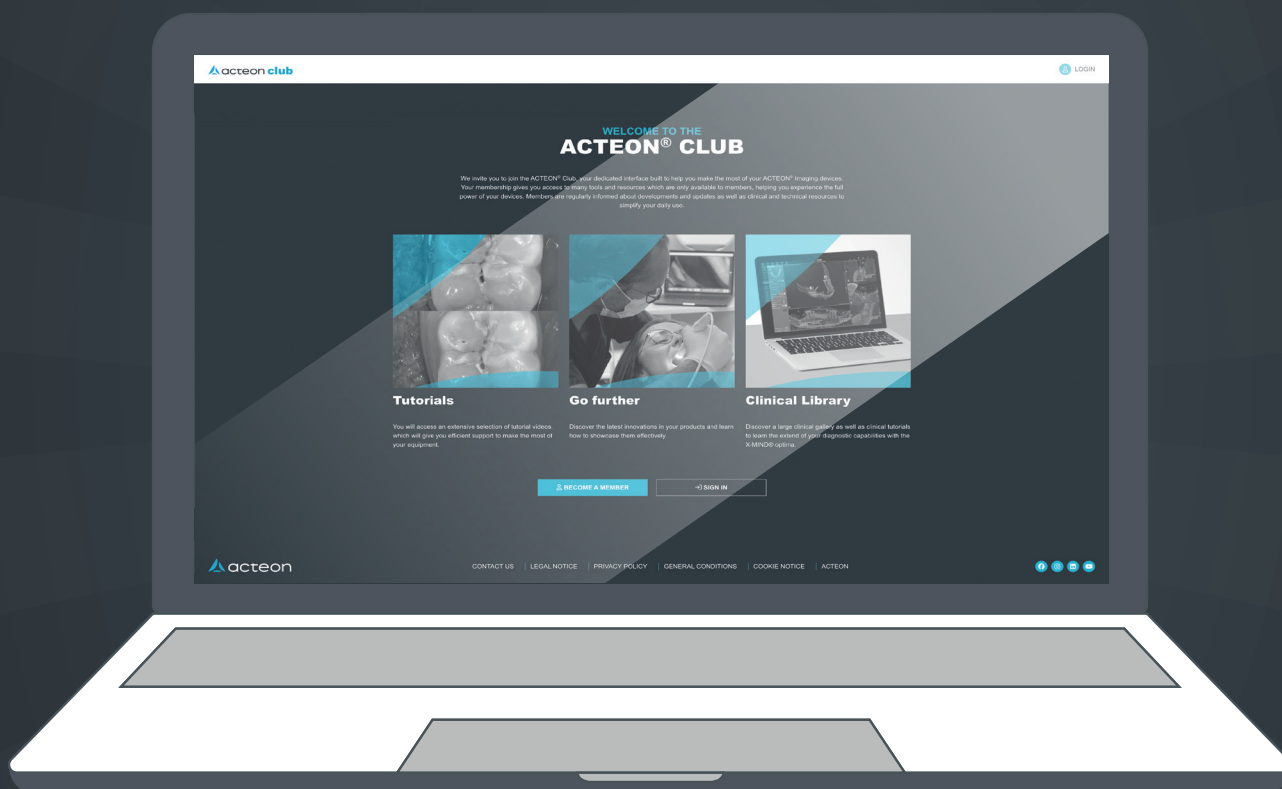 acteon club
LOGIN
WELCOME TO THE
ACTEON® CLUB
We invite you to join the ACTEON® Club, your dedicated interface built to help you make the most of your ACTEON® Imaging devices.
Your membership gives you access to many tools and resources which are only available to members, helping you experience the full
power of your devices. Members are regularly informed about developments and updates as well as clinical and technical resources to
simplify your daily use.
Tutorials
You will access an extensive selection of tutorial videos.
which will give you efficient support to make the most of
your equipment.
Go further
Discover the latest innovations in your products and learn
how to showcase them effectively.
Clinical Library
Discover a large clinical gallery as well as clinical tutorials
to learn the extend of your diagnostic capabilities with the
X-MIND® optima.
BECOME A MEMBER
SIGN IN
acteon
CONTACT US | LEGAL NOTICE | PRIVACY POLICY | GENERAL CONDITIONS | COOKIE NOTICE | ACTEON